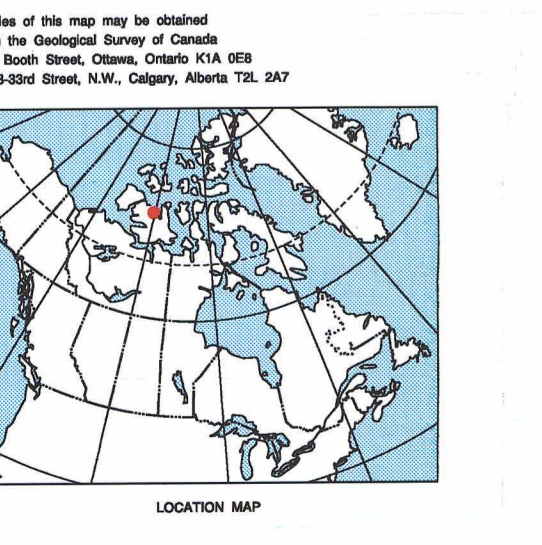 ies of this map may be obtained
the Geological Survey of Canada
Booth Street, Ottawa, Ontario K1A 0E8
-33rd Street, N.W., Calgary, Alberta T2L 2A7
LOCATION MAP